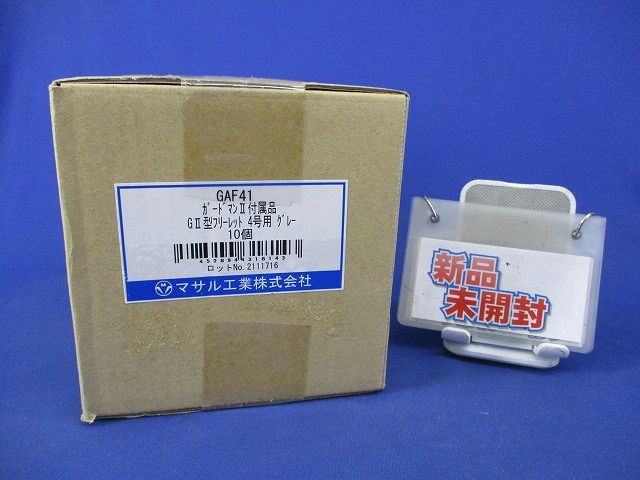 GAF41
ｶﾞｰﾄﾞﾏﾝⅡ付属品
GⅡ型ﾌﾘｰﾚｯﾄ 4号用 ｸﾞﾚｰ
10個
4528943 18143
ロットNo.2111716
マサル工業株式会社
新品
未開封